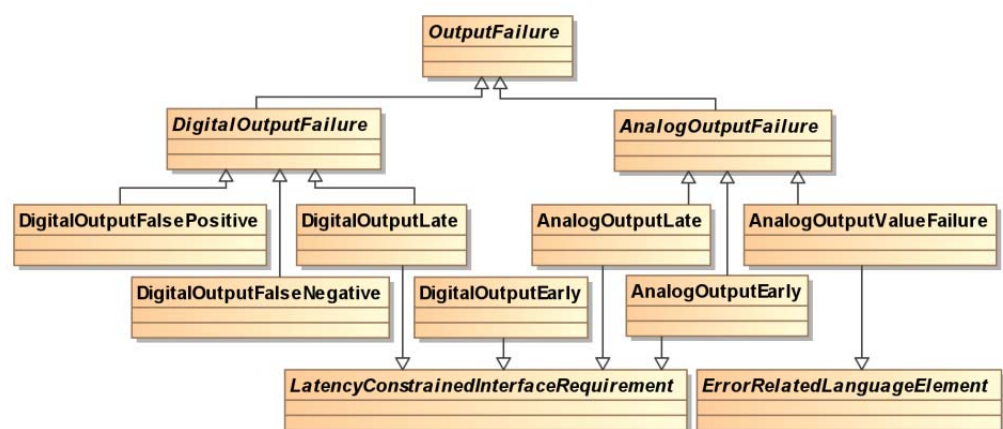 OutputFailure
DigitalOutputFailure
AnalogOutputFailure
DigitalOutputFalsePositive
DigitalOutputLate
AnalogOutputLate
AnalogOutputValueFailure
DigitalOutputFalseNegative
DigitalOutputEarly
AnalogOutputEarly
LatencyConstrainedInterfaceRequirement
ErrorRelatedLanguageElement